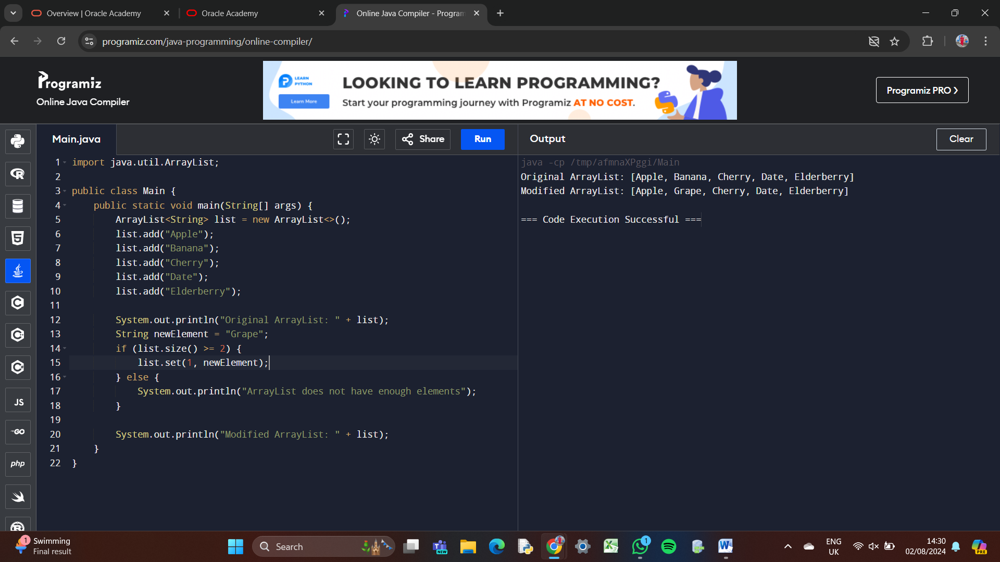 Overview | Oracle Academy
Oracle Academy
Online Java Compiler - Program
programiz.com/java-programming/online-compiler/
Programiz
Online Java Compiler
LEARN
PYTHON
Learn More
LOOKING TO LEARN PROGRAMMING?
Start your programming journey with Programiz AT NO COST.
Programiz PRO
Main.java
Share
Run
Output
Clear
1 import java.util.ArrayList;
2
3 public class Main {
4 public static void main(String[] args) {
5 ArrayList<String> list = new ArrayList<>();
6 list.add("Apple");
7 list.add("Banana");
8 list.add("Cherry");
9 list.add("Date");
10 list.add("Elderberry");
11
12 System.out.println("Original ArrayList: " + list);
13 String newElement = "Grape";
14 if (list.size() >= 2) {
15 list.set(1, newElement);
16 } else {
17 System.out.println("ArrayList does not have enough elements");
18 }
19
20 System.out.println("Modified ArrayList: " + list);
21 }
22 }
java -cp /tmp/afmnaXPggi/Main
Original ArrayList: [Apple, Banana, Cherry, Date, Elderberry]
Modified ArrayList: [Apple, Grape, Cherry, Date, Elderberry]
=== Code Execution Successful ===
R
5
C
C
C
JS
GO
php
R
1
Swimming
Final result
Search
NEW
1
ENG
UK
14:30
02/08/2024
PRE